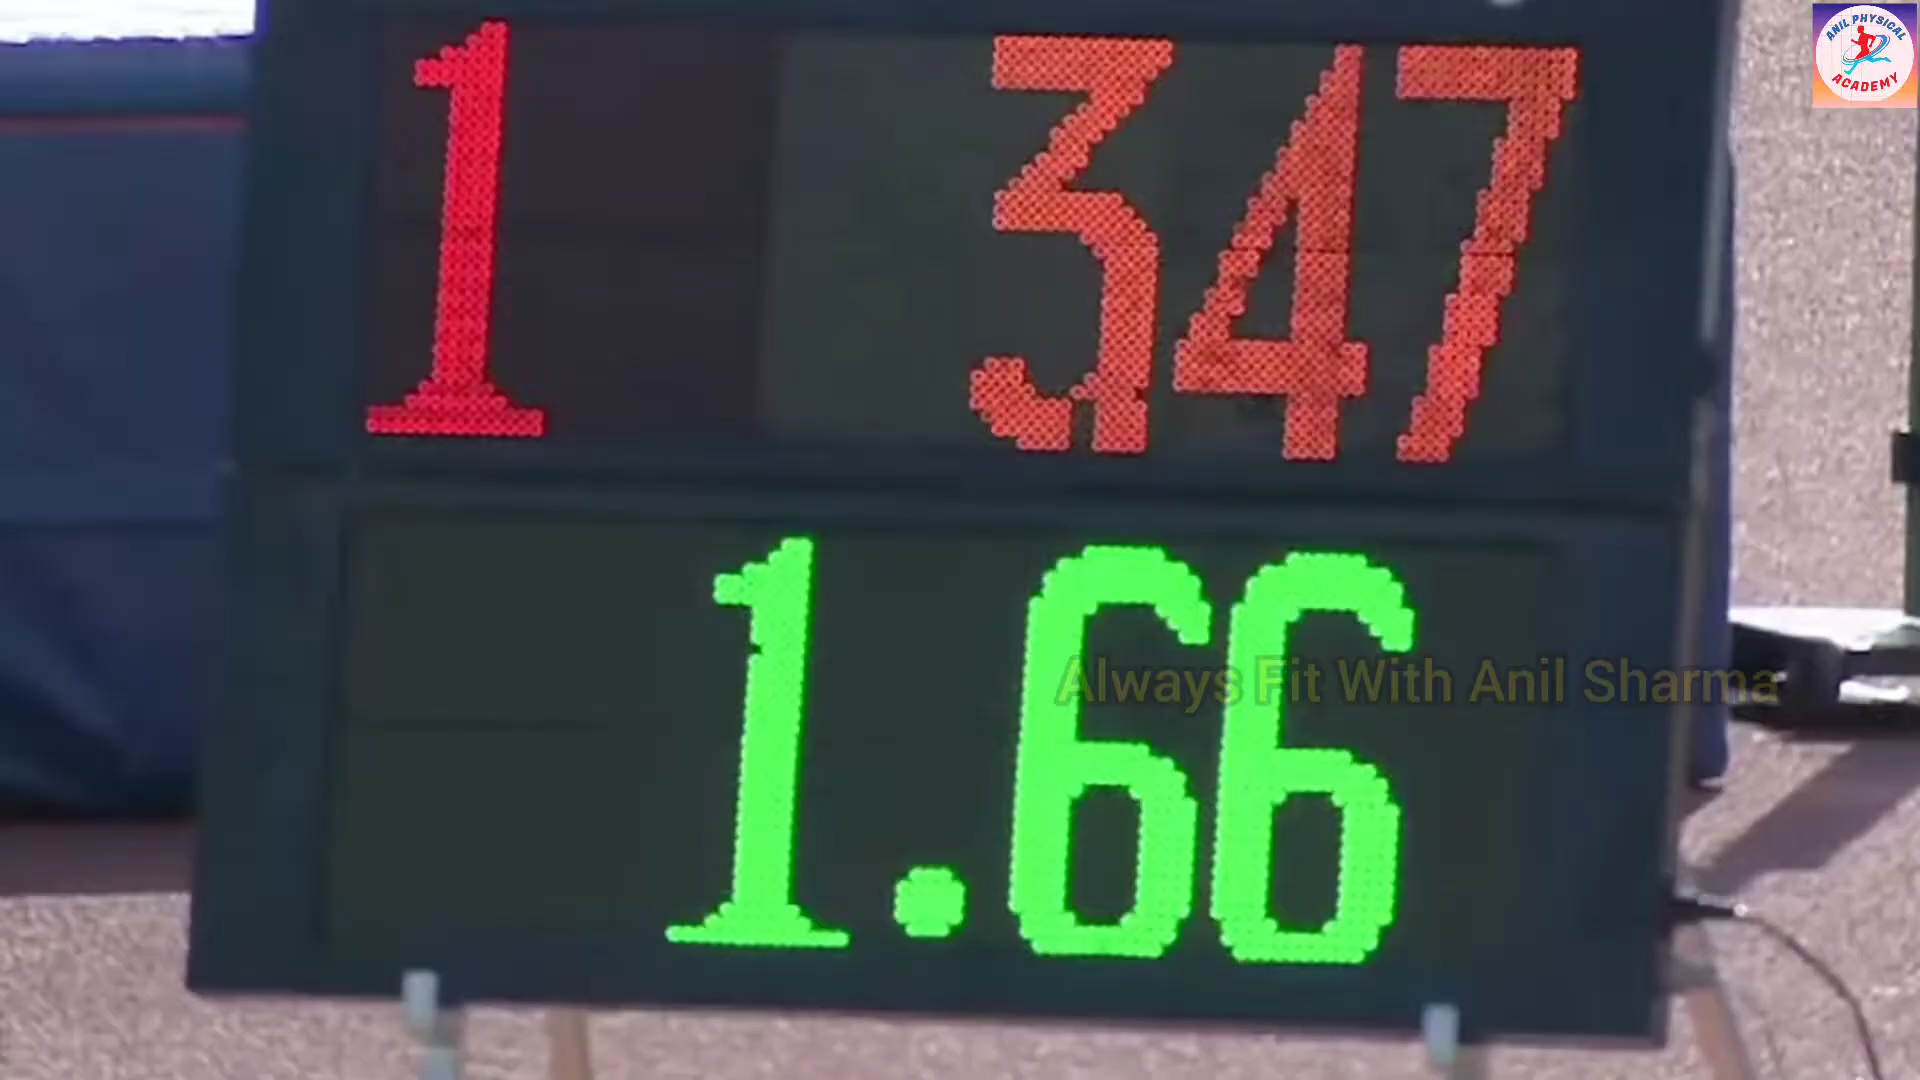 1 347
1.66
Always Fit With Anil Sharma
ANIL PHYSICAL
ACADEMY